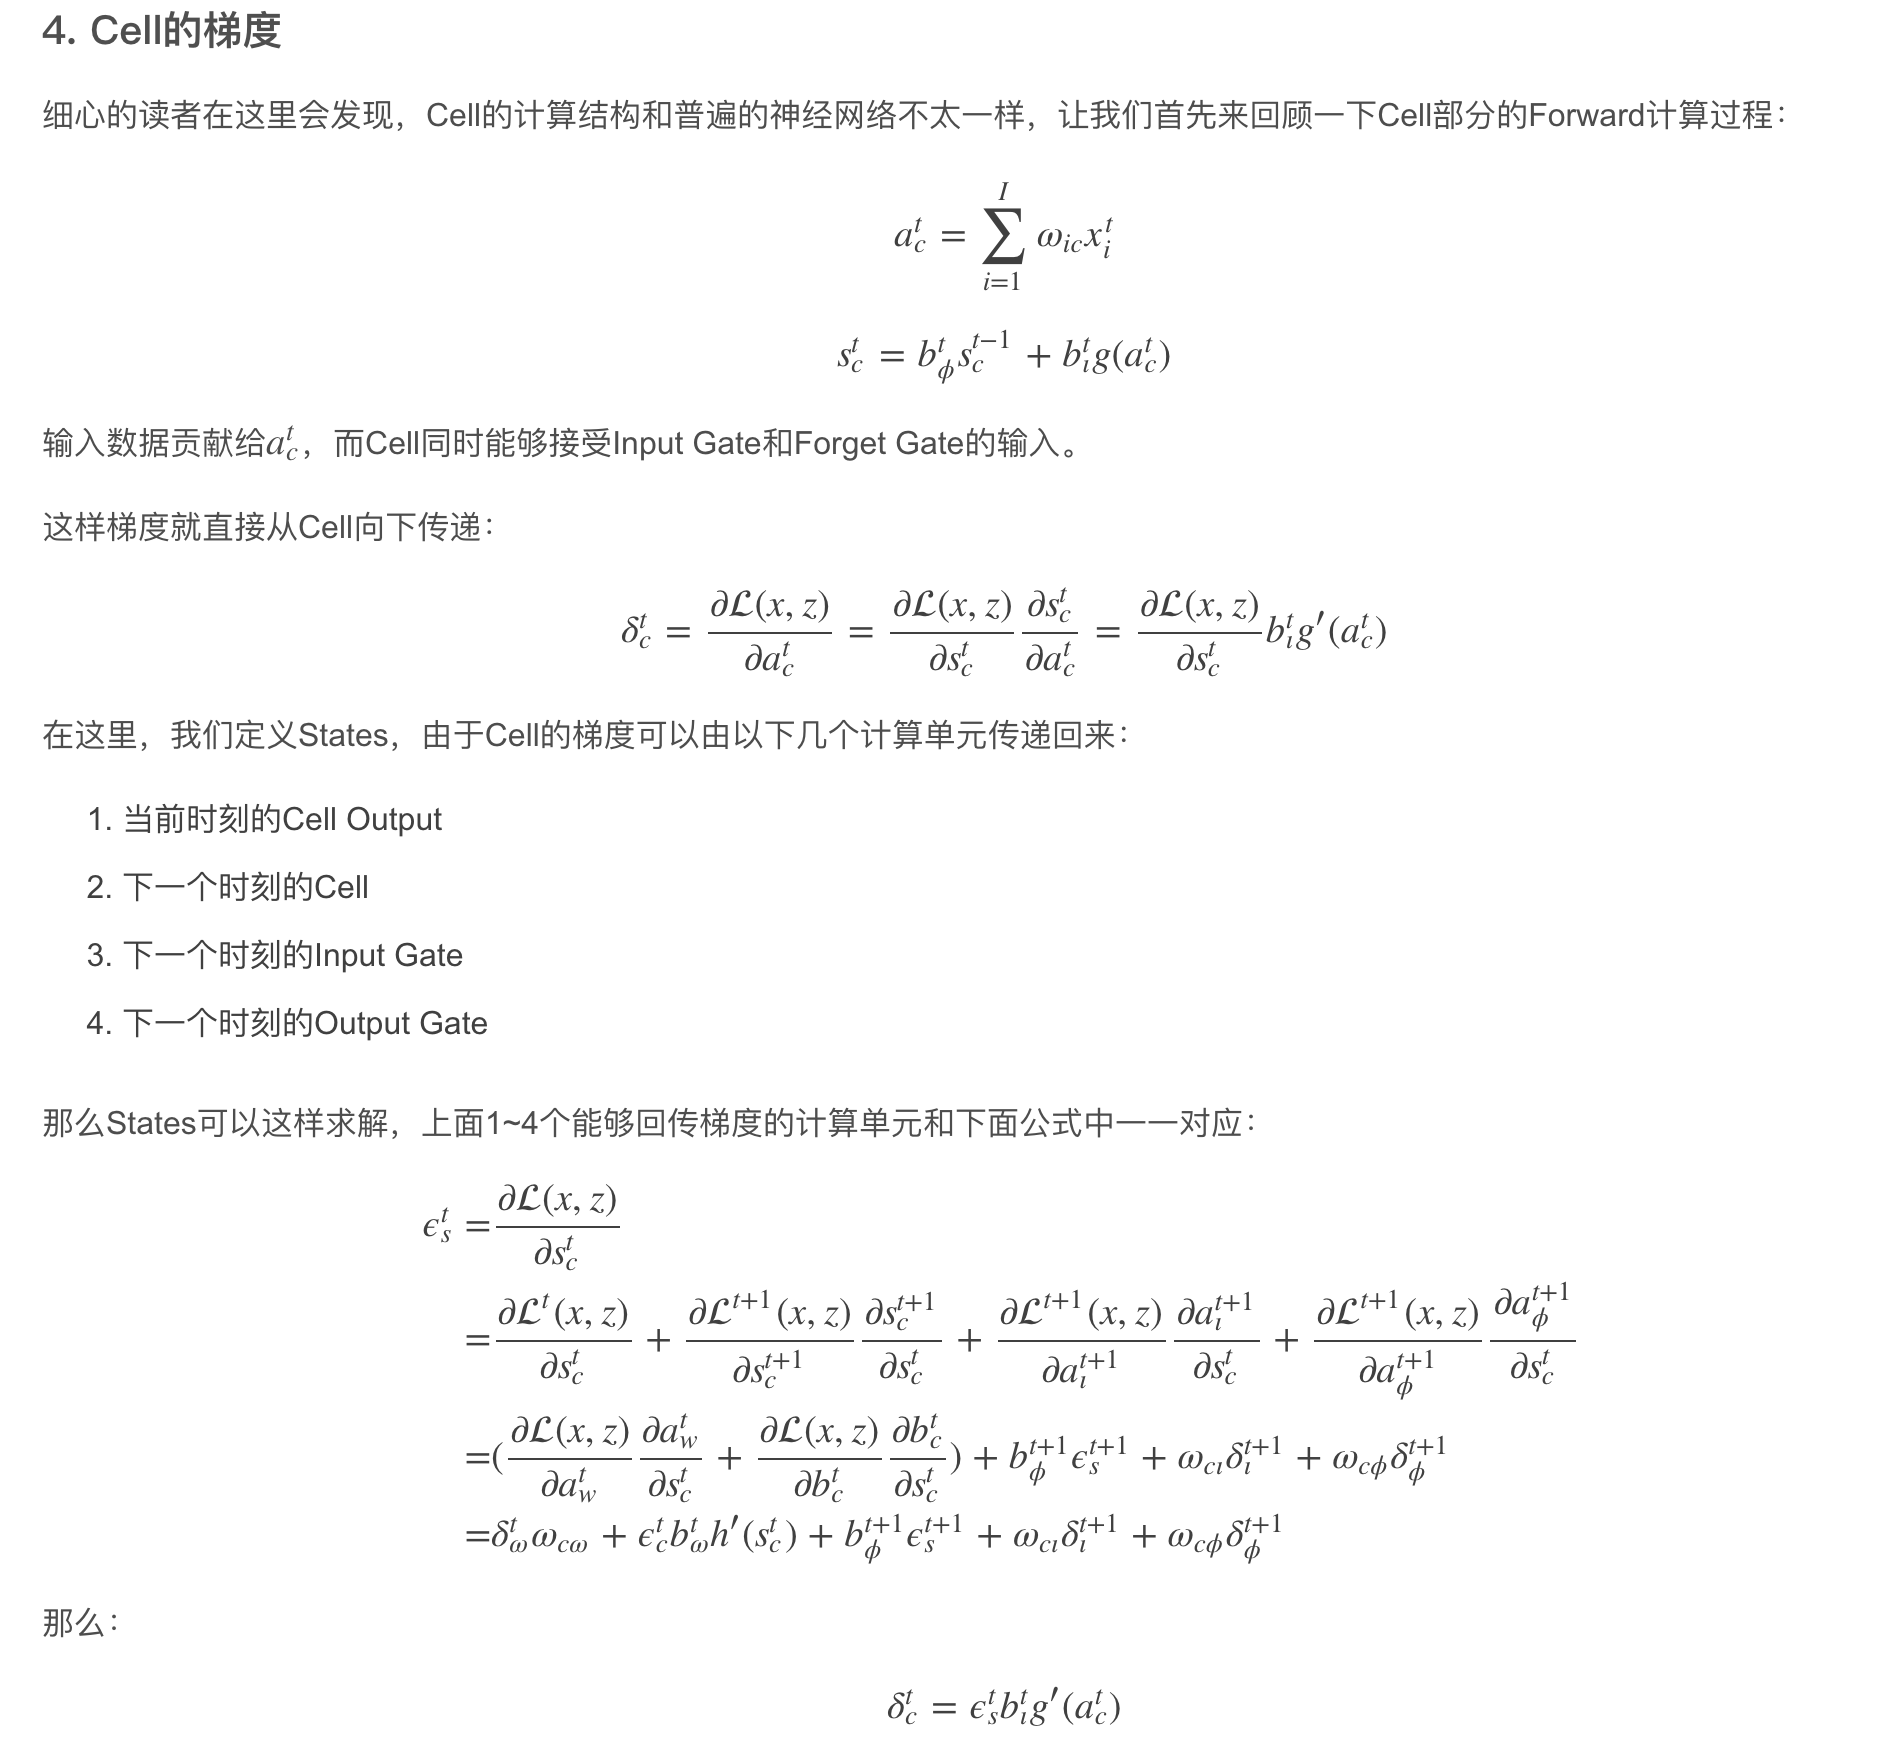 4. Cell的梯度
细心的读者在这里会发现，Cell的计算结构和普遍的神经网络不太一样，让我们首先来回顾一下Cell部分的Forward计算过程：
$a_c^t = \sum_{i=1}^{I} \omega_{ic} x_i^t$
$s_c^t = b_\phi^t s_c^{t-1} + b_\iota^t g(a_c^t)$
输入数据贡献给$a_c^t$，而Cell同时能够接受Input Gate和Forget Gate的输入。
这样梯度就直接从Cell向下传递：
$\delta_c^t = \frac{\partial \mathcal{L}(x, z)}{\partial a_c^t} = \frac{\partial \mathcal{L}(x, z)}{\partial s_c^t} \frac{\partial s_c^t}{\partial a_c^t} = \frac{\partial \mathcal{L}(x, z)}{\partial s_c^t} b_\iota^t g'(a_c^t)$
在这里，我们定义States，由于Cell的梯度可以由以下几个计算单元传递回来：
1. 当前时刻的Cell Output
2. 下一个时刻的Cell
3. 下一个时刻的Input Gate
4. 下一个时刻的Output Gate
那么States可以这样求解，上面1~4个能够回传梯度的计算单元和下面公式中一一对应：
$\epsilon_s^t = \frac{\partial \mathcal{L}(x, z)}{\partial s_c^t}$
$= \frac{\partial \mathcal{L}^t(x, z)}{\partial s_c^t} + \frac{\partial \mathcal{L}^{t+1}(x, z)}{\partial s_c^{t+1}} \frac{\partial s_c^{t+1}}{\partial s_c^t} + \frac{\partial \mathcal{L}^{t+1}(x, z)}{\partial a_\iota^{t+1}} \frac{\partial a_\iota^{t+1}}{\partial s_c^t} + \frac{\partial \mathcal{L}^{t+1}(x, z)}{\partial a_\phi^{t+1}} \frac{\partial a_\phi^{t+1}}{\partial s_c^t}$
$= (\frac{\partial \mathcal{L}(x, z)}{\partial a_w^t} \frac{\partial a_w^t}{\partial s_c^t} + \frac{\partial \mathcal{L}(x, z)}{\partial b_c^t} \frac{\partial b_c^t}{\partial s_c^t}) + b_\phi^{t+1} \epsilon_s^{t+1} + \omega_{c\iota} \delta_\iota^{t+1} + \omega_{c\phi} \delta_\phi^{t+1}$
$= \delta_\omega^t \omega_{c\omega} + \epsilon_c^t b_\omega^t h'(s_c^t) + b_\phi^{t+1} \epsilon_s^{t+1} + \omega_{c\iota} \delta_\iota^{t+1} + \omega_{c\phi} \delta_\phi^{t+1}$
那么：
$\delta_c^t = \epsilon_s^t b_\iota^t g'(a_c^t)$